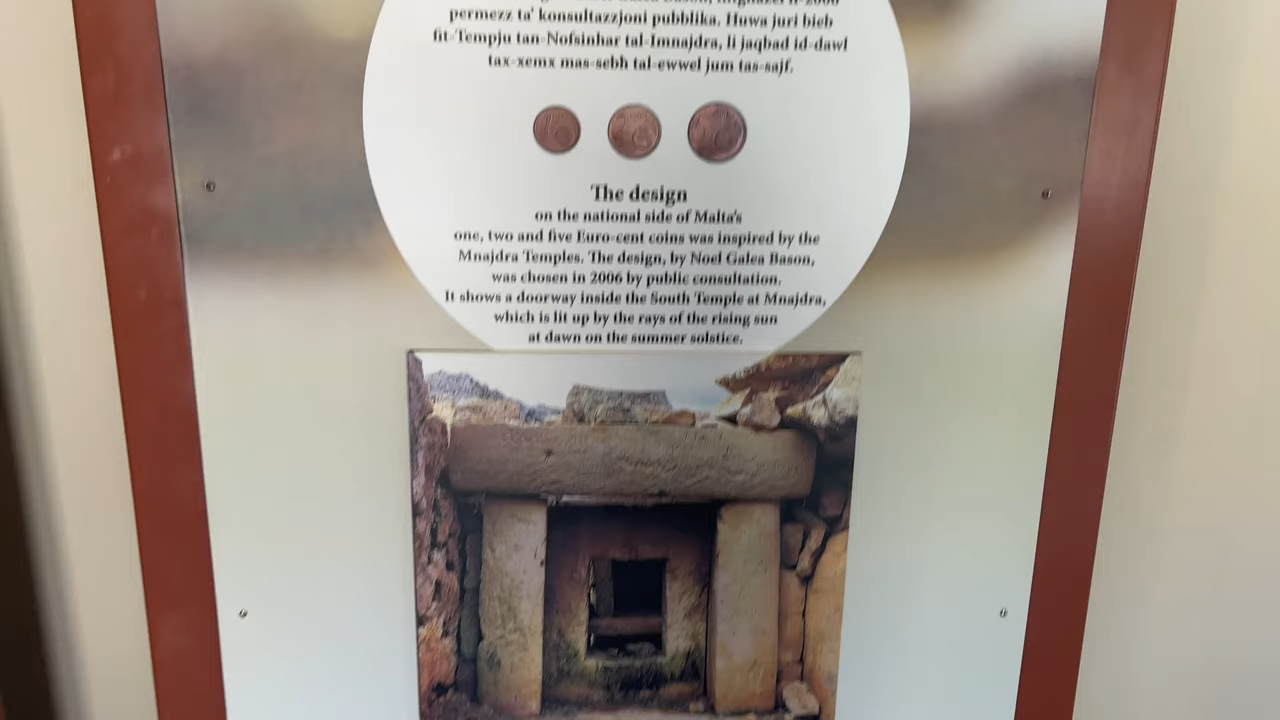 permezz ta' konsultazzjoni pubblika. Huwa juri bieb
fit-Tempju tan-Nofsinhar tal-Imnajdra, li jaqbad id-dawl
tax-xemx mas-sebħ tal-ewwel jum tas-sajf.
The design
on the national side of Malta's
one, two and five Euro-cent coins was inspired by the
Mnajdra Temples. The design, by Noel Galea Bason,
was chosen in 2006 by public consultation.
It shows a doorway inside the South Temple at Mnajdra,
which is lit up by the rays of the rising sun
at dawn on the summer solstice.